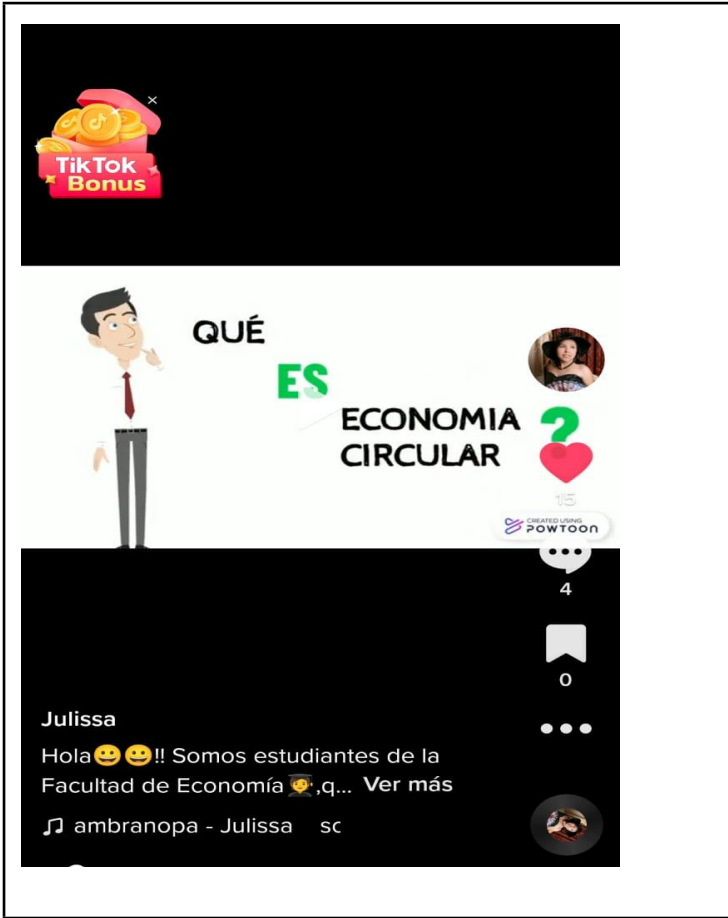 TikTok
Bonus
QUÉ
ES
ECONOMIA
CIRCULAR ?
15
CREATED USING
POWTOON
4
0
Julissa
Hola😀😀!! Somos estudiantes de la
Facultad de Economía🧑‍🎓,q... Ver más
ambranopa - Julissa sc